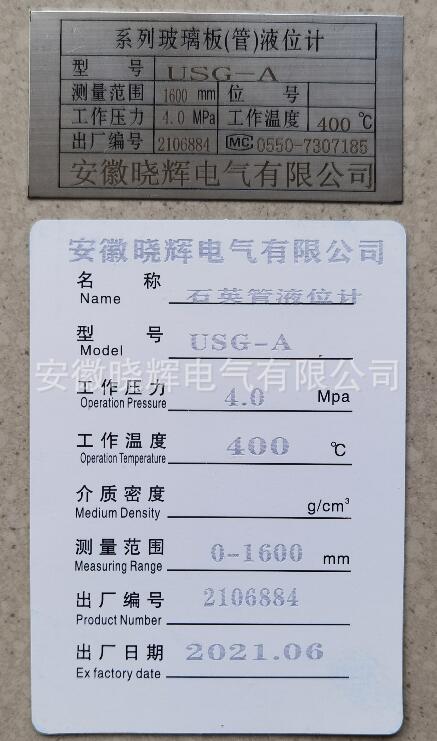 系列玻璃板(管)液位计
型 号 USG-A
测量范围 1600 mm 位 号
工作压力 4.0 MPa 工作温度 400 ℃
出厂编号 2106884 MC 0550-7307185
安徽晓辉电气有限公司
安徽晓辉电气有限公司
名 称 石英管液位计
Name
型 号 USG-A
Model
安徽晓辉电气有限公司
工作压力 4.0 Mpa
Operation Pressure
工作温度 400 ℃
Operation Temperature
介质密度
Medium Density g/cm³
测量范围 0-1600 mm
Measuring Range
出厂编号 2106884
Product Number
出厂日期 2021.06
Ex factory date